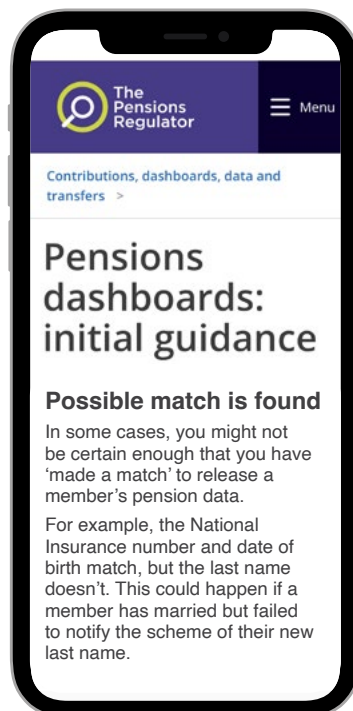 The
Pensions
Regulator
Menu
Contributions, dashboards, data and
transfers >
Pensions
dashboards:
initial guidance
Possible match is found
In some cases, you might not
be certain enough that you have
‘made a match’ to release a
member’s pension data.
For example, the National
Insurance number and date of
birth match, but the last name
doesn’t. This could happen if a
member has married but failed
to notify the scheme of their new
last name.